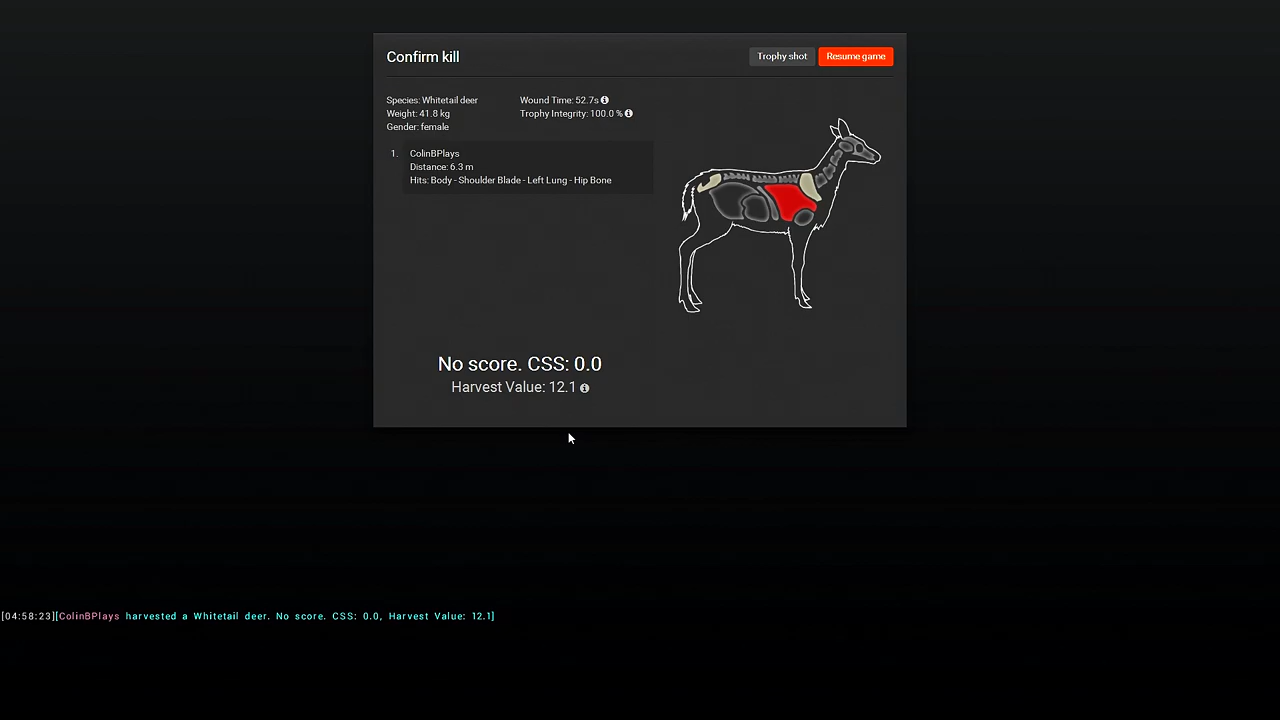 Confirm kill
Trophy shot
Resume game
Species: Whitetail deer
Weight: 41.8 kg
Gender: female
Wound Time: 52.7s
Trophy Integrity: 100.0 %
1. ColinBPlays
Distance: 6.3 m
Hits: Body - Shoulder Blade - Left Lung - Hip Bone
No score. CSS: 0.0
Harvest Value: 12.1
[04:58:23][ColinBPlays harvested a Whitetail deer. No score. CSS: 0.0, Harvest Value: 12.1]